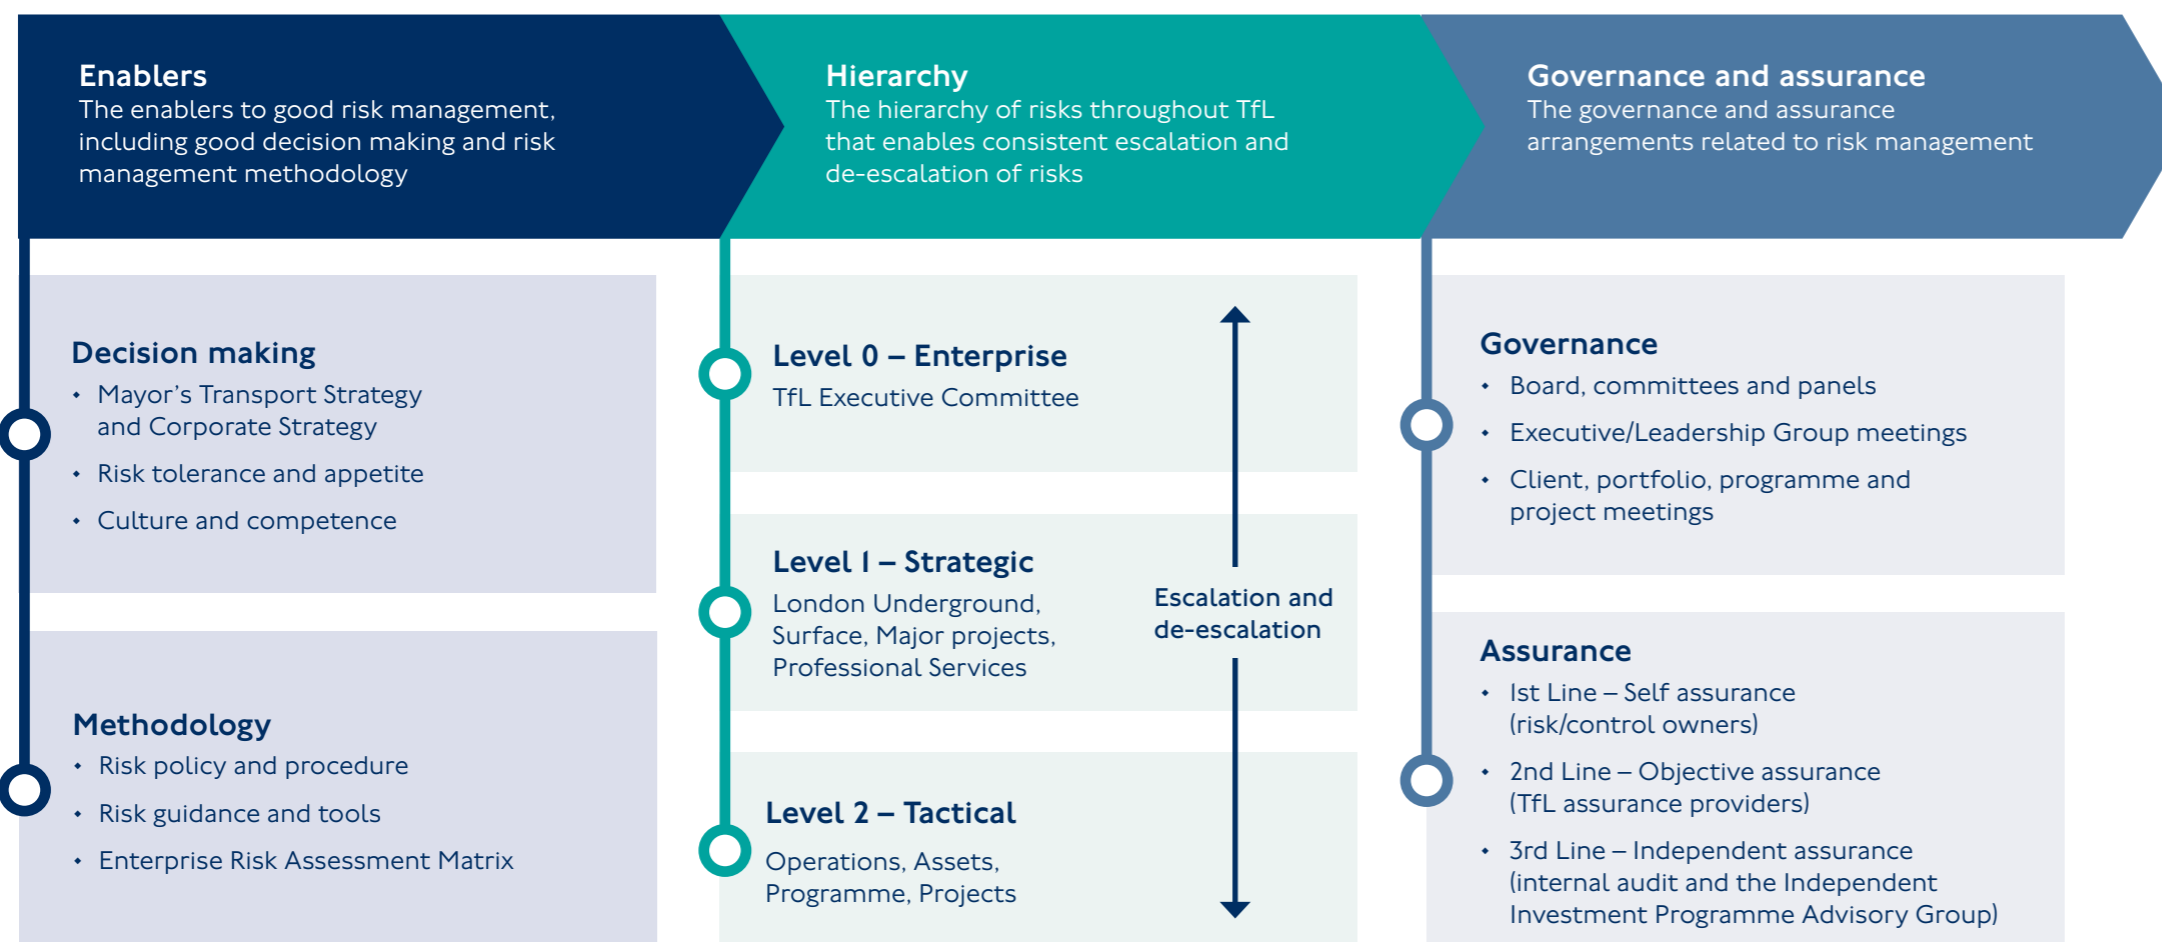 Enablers
The enablers to good risk management,
including good decision making and risk
management methodology
Hierarchy
The hierarchy of risks throughout TfL
that enables consistent escalation and
de-escalation of risks
Governance and assurance
The governance and assurance
arrangements related to risk management
Decision making
• Mayor’s Transport Strategy
and Corporate Strategy
• Risk tolerance and appetite
• Culture and competence
Methodology
• Risk policy and procedure
• Risk guidance and tools
• Enterprise Risk Assessment Matrix
Level 0 – Enterprise
TfL Executive Committee
Level 1 – Strategic
London Underground,
Surface, Major projects,
Professional Services
Level 2 – Tactical
Operations, Assets,
Programme, Projects
Escalation and
de-escalation
Governance
• Board, committees and panels
• Executive/Leadership Group meetings
• Client, portfolio, programme and
project meetings
Assurance
• 1st Line – Self assurance
(risk/control owners)
• 2nd Line – Objective assurance
(TfL assurance providers)
• 3rd Line – Independent assurance
(internal audit and the Independent
Investment Programme Advisory Group)